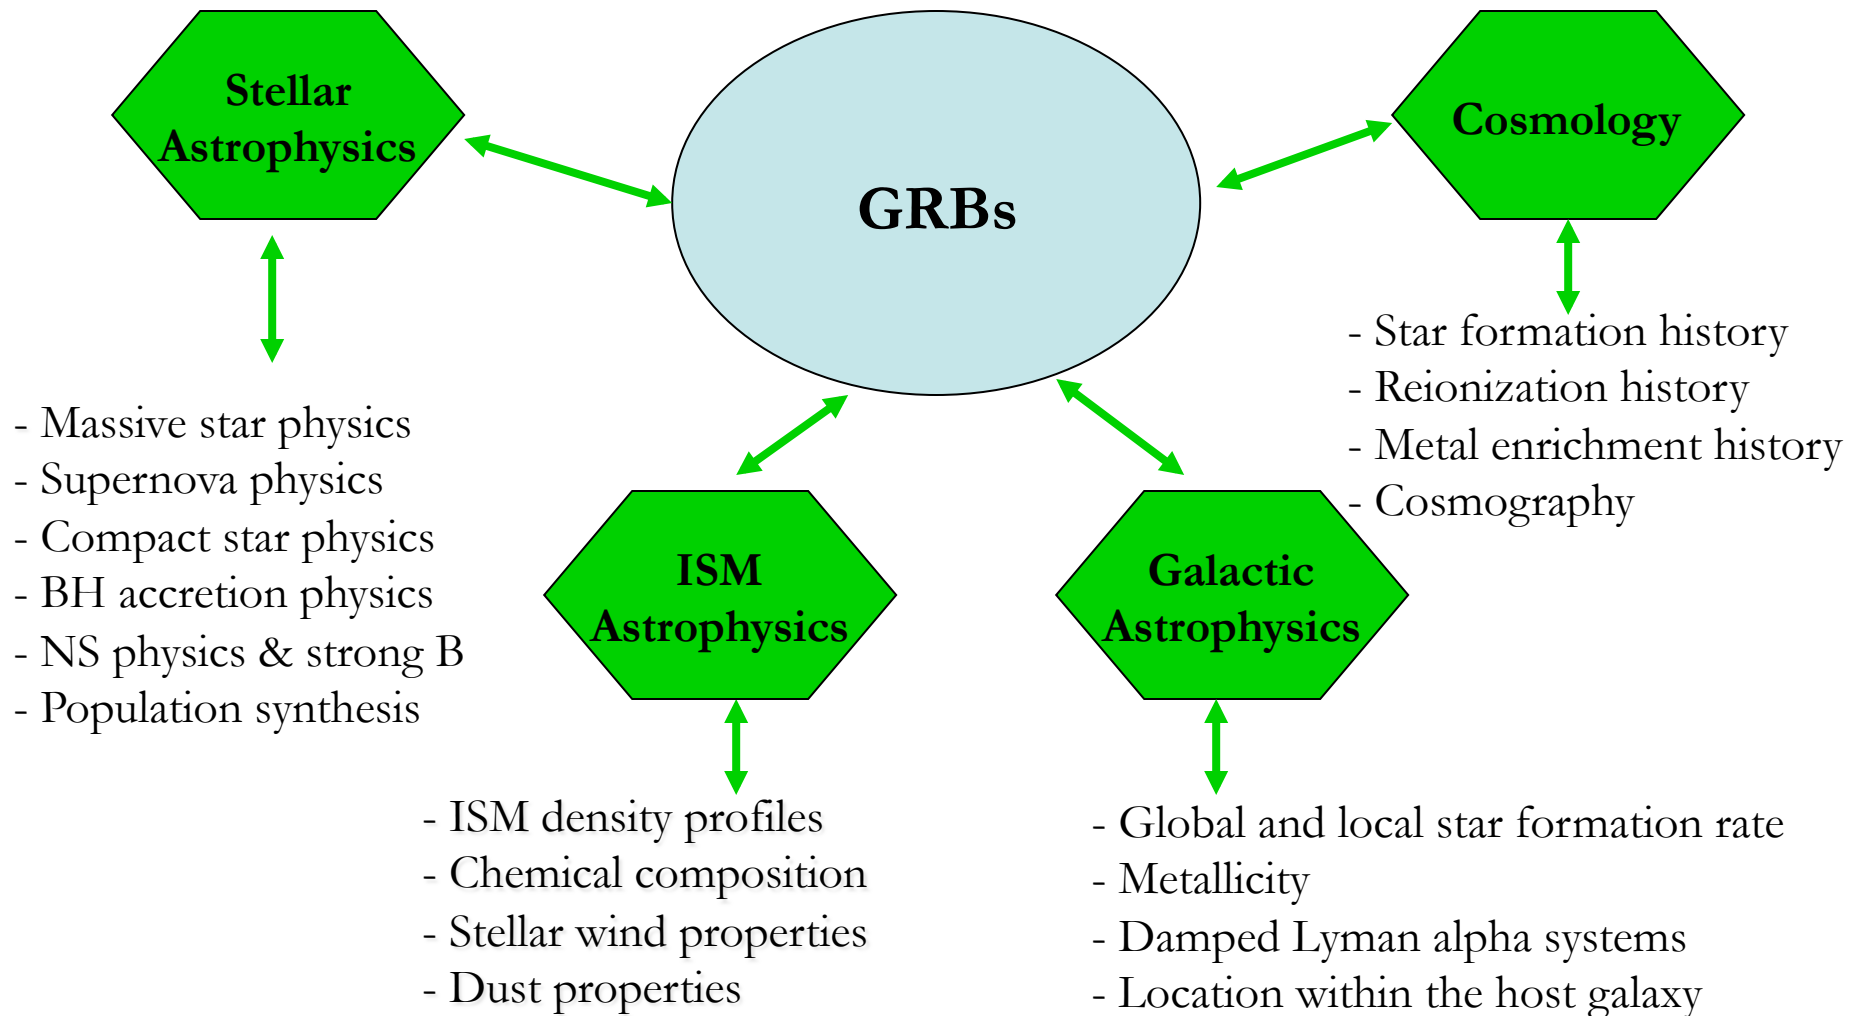 Stellar
Astrophysics
GRBs
Cosmology
- Star formation history
- Reionization history
- Metal enrichment history
- Cosmography
- Massive star physics
- Supernova physics
- Compact star physics
- BH accretion physics
- NS physics & strong B
- Population synthesis
ISM
Astrophysics
Galactic
Astrophysics
- ISM density profiles
- Chemical composition
- Stellar wind properties
- Dust properties
- Global and local star formation rate
- Metallicity
- Damped Lyman alpha systems
- Location within the host galaxy